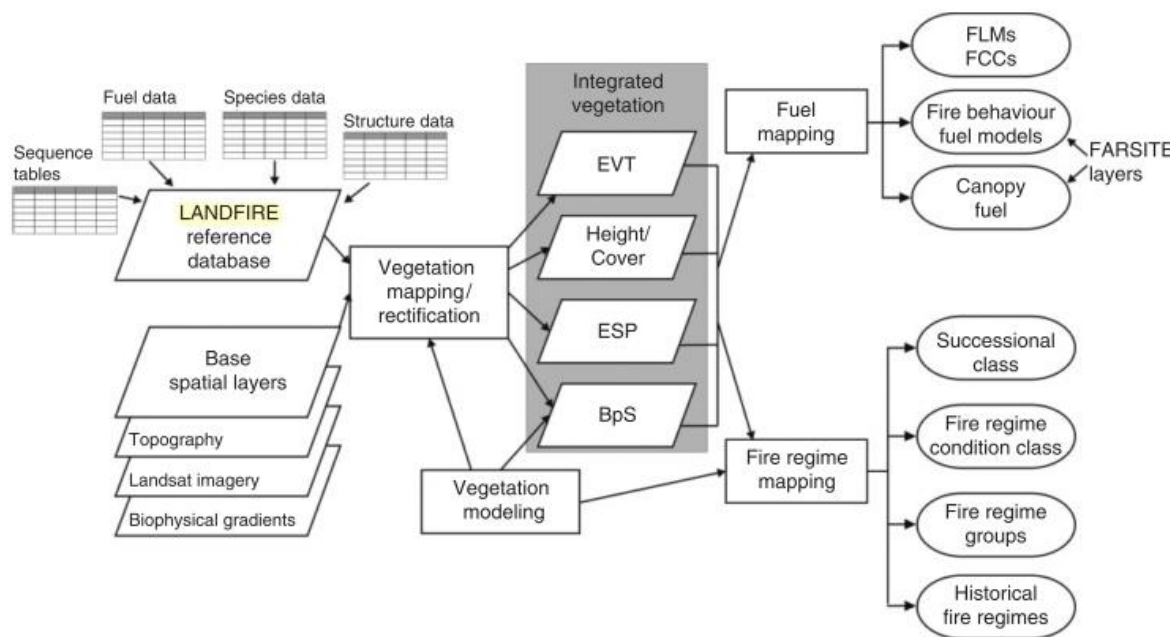 Fuel data
Species data
Structure data
Sequence
tables
LANDFIRE
reference
database
Base
spatial layers
Topography
Landsat imagery
Biophysical gradients
Vegetation
mapping/
rectification
Vegetation
modeling
Integrated
vegetation
EVT
Height/
Cover
ESP
BpS
Fuel
mapping
Fire regime
mapping
FLMs
FCCs
Fire behaviour
fuel models
Canopy
fuel
FARSITE
layers
Successional
class
Fire regime
condition class
Fire regime
groups
Historical
fire regimes